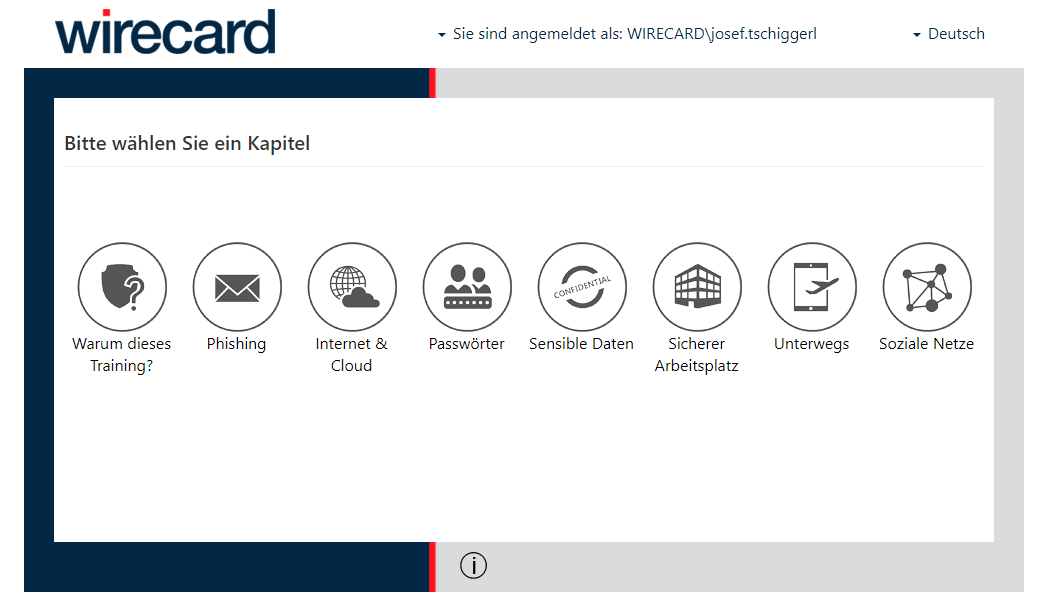 wirecard
Sie sind angemeldet als: WIRECARD\josef.tschiggerl
Deutsch
Bitte wählen Sie ein Kapitel
CONFIDENTIAL
Warum dieses
Training?
Phishing
Internet &
Cloud
Passwörter
Sensible Daten
Sicherer
Arbeitsplatz
Unterwegs
Soziale Netze
i